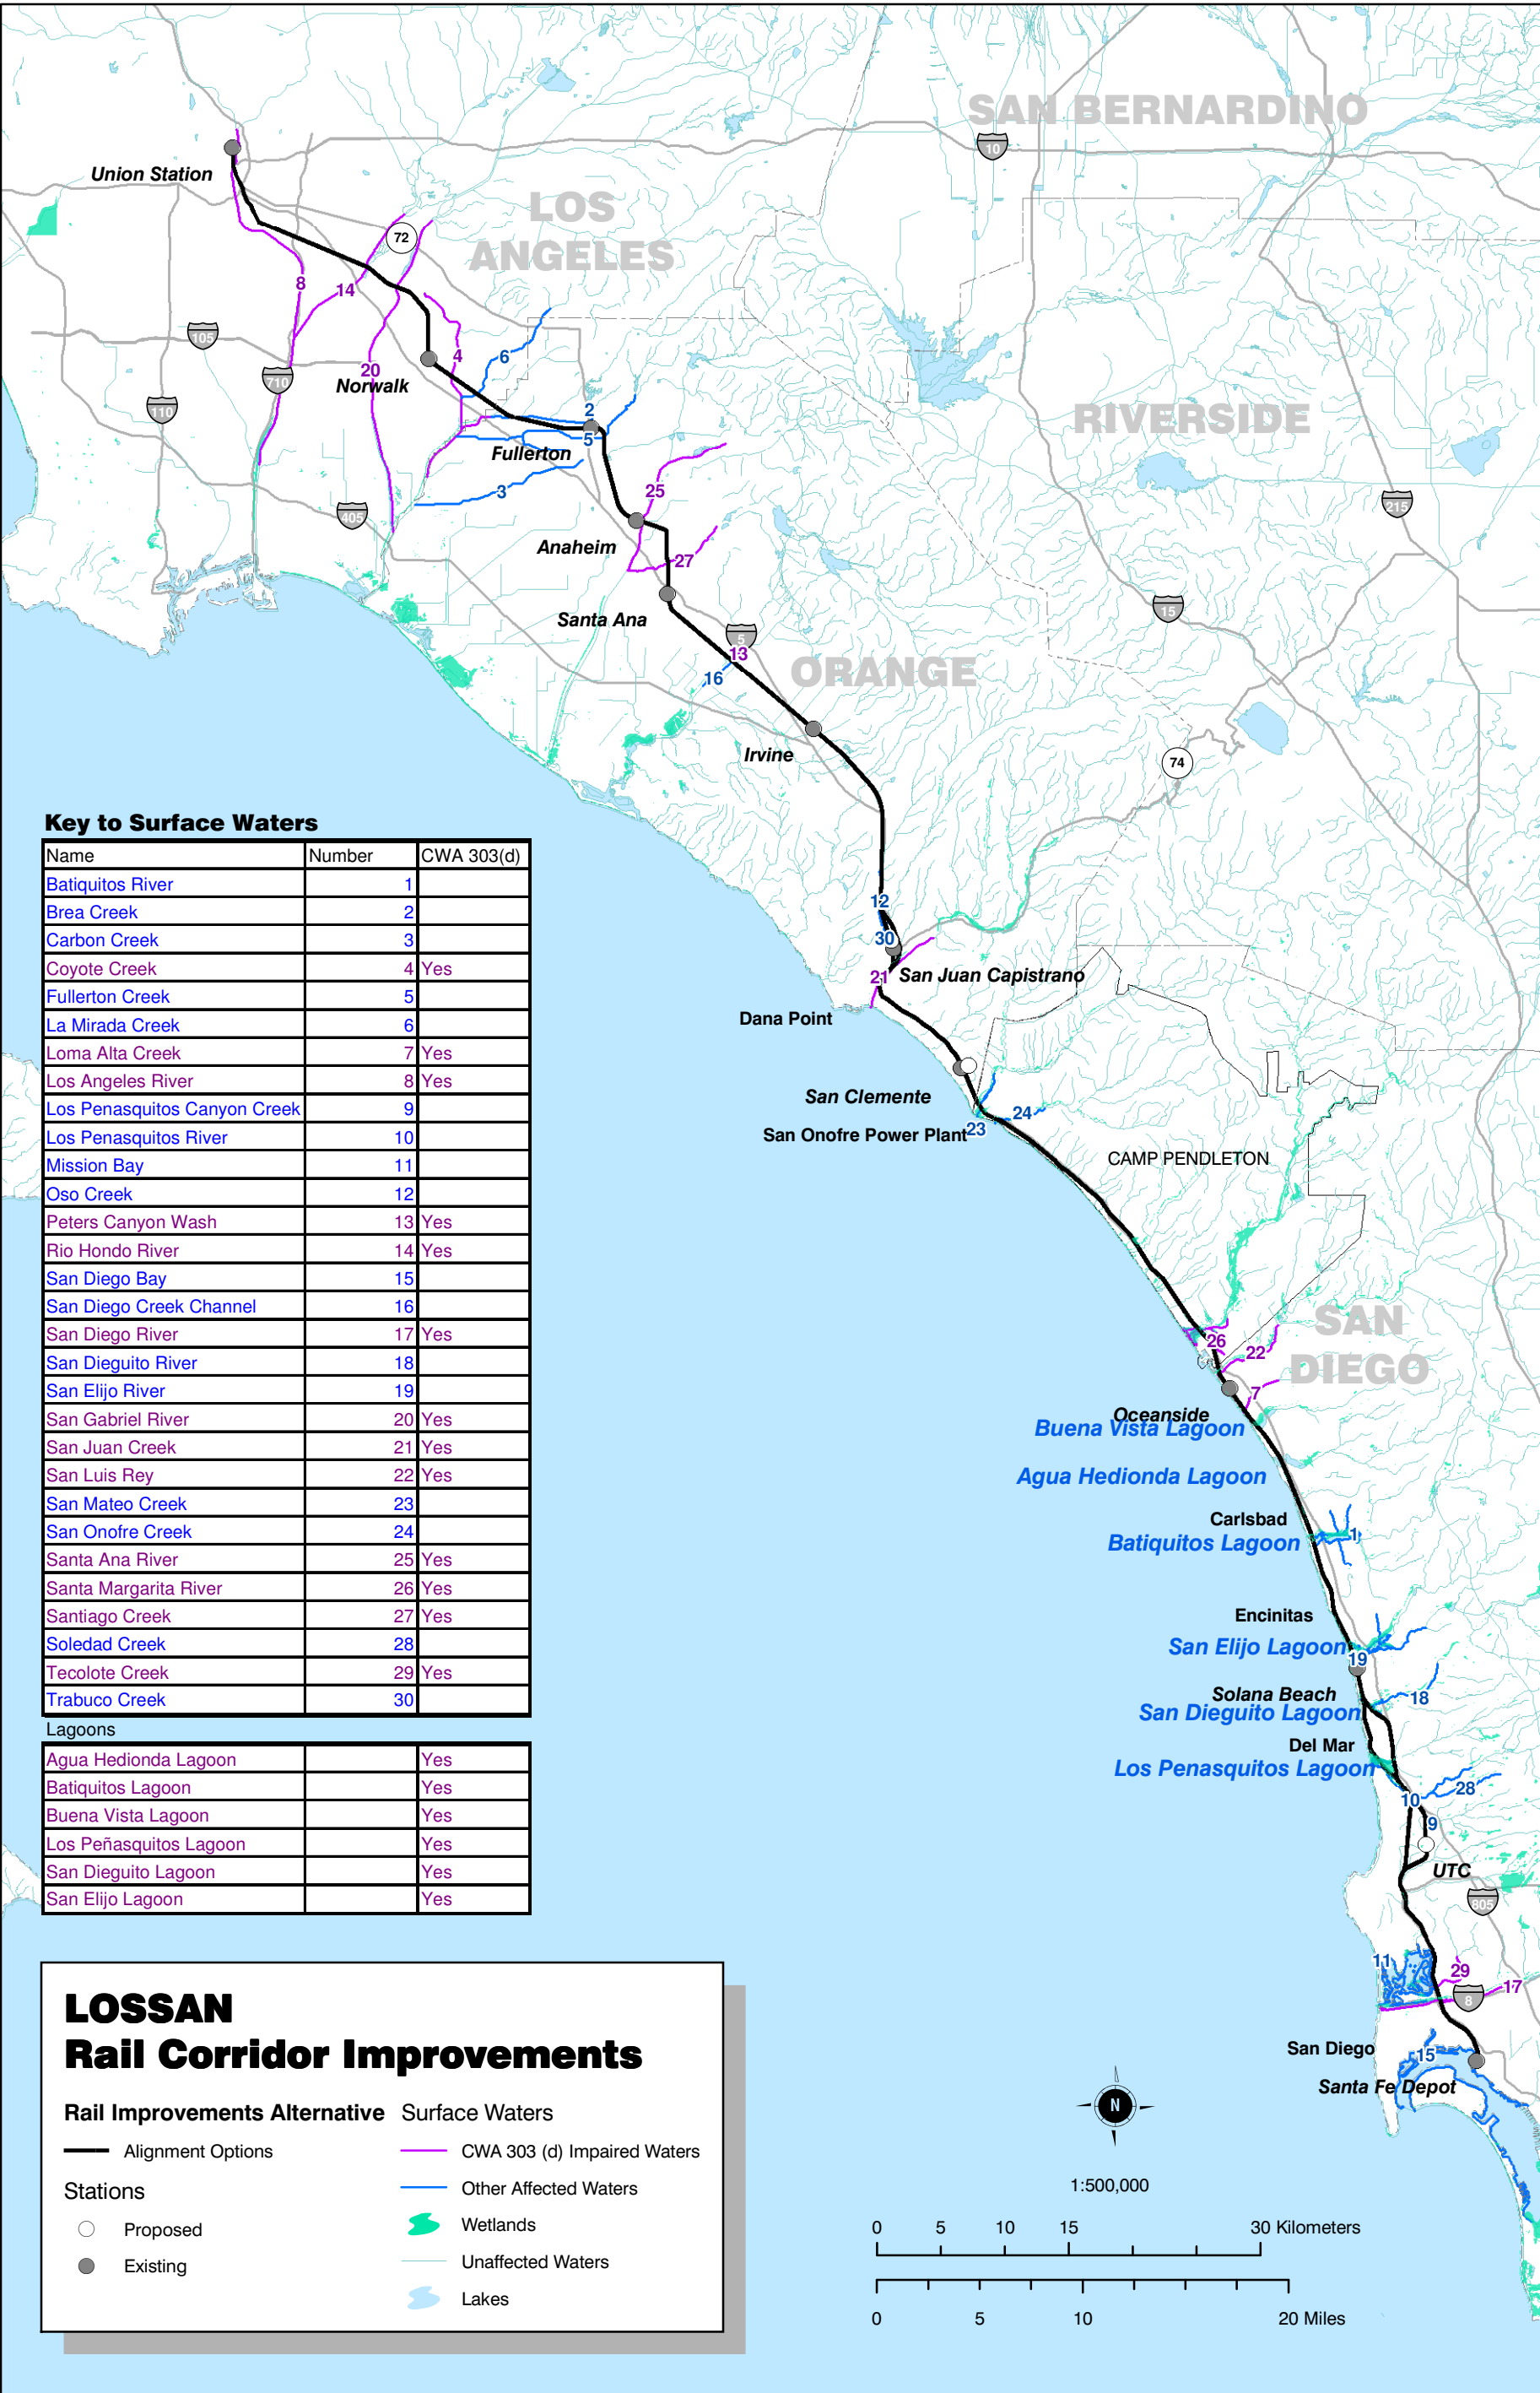 SAN BERNARDINO
10
Union Station
LOS
ANGELES
72
8
14
105
4
6
20
710
Norwalk
110
2
RIVERSIDE
5
Fullerton
3
25
215
405
Anaheim
27
Santa Ana
15
5
13
ORANGE
16
Irvine
74
Key to Surface Waters
Name Number CWA 303(d)
Batiquitos River 1
Brea Creek 2
Carbon Creek 3
Coyote Creek 4 Yes
Fullerton Creek 5
La Mirada Creek 6
Loma Alta Creek 7 Yes
Los Angeles River 8 Yes
Los Penasquitos Canyon Creek 9
Los Penasquitos River 10
Mission Bay 11
Oso Creek 12
Peters Canyon Wash 13 Yes
Rio Hondo River 14 Yes
San Diego Bay 15
San Diego Creek Channel 16
San Diego River 17 Yes
San Dieguito River 18
San Elijo River 19
San Gabriel River 20 Yes
San Juan Creek 21 Yes
San Luis Rey 22 Yes
San Mateo Creek 23
San Onofre Creek 24
Santa Ana River 25 Yes
Santa Margarita River 26 Yes
Santiago Creek 27 Yes
Soledad Creek 28
Tecolote Creek 29 Yes
Trabuco Creek 30
Lagoons
Agua Hedionda Lagoon Yes
Batiquitos Lagoon Yes
Buena Vista Lagoon Yes
Los Peñasquitos Lagoon Yes
San Dieguito Lagoon Yes
San Elijo Lagoon Yes
12
30
21
San Juan Capistrano
Dana Point
San Clemente
24
23
San Onofre Power Plant
CAMP PENDLETON
SAN
DIEGO
26
22
7
Oceanside
Buena Vista Lagoon
Agua Hedionda Lagoon
Carlsbad
1
Batiquitos Lagoon
Encinitas
San Elijo Lagoon
19
Solana Beach
18
San Dieguito Lagoon
Del Mar
Los Penasquitos Lagoon
28
10
9
UTC
805
11
29
17
8
San Diego
15
Santa Fe Depot
LOSSAN
Rail Corridor Improvements
Rail Improvements Alternative
Alignment Options
Stations
Proposed
Existing
Surface Waters
CWA 303 (d) Impaired Waters
Other Affected Waters
Wetlands
Unaffected Waters
Lakes
N
1:500,000
0 5 10 15 30 Kilometers
0 5 10 20 Miles